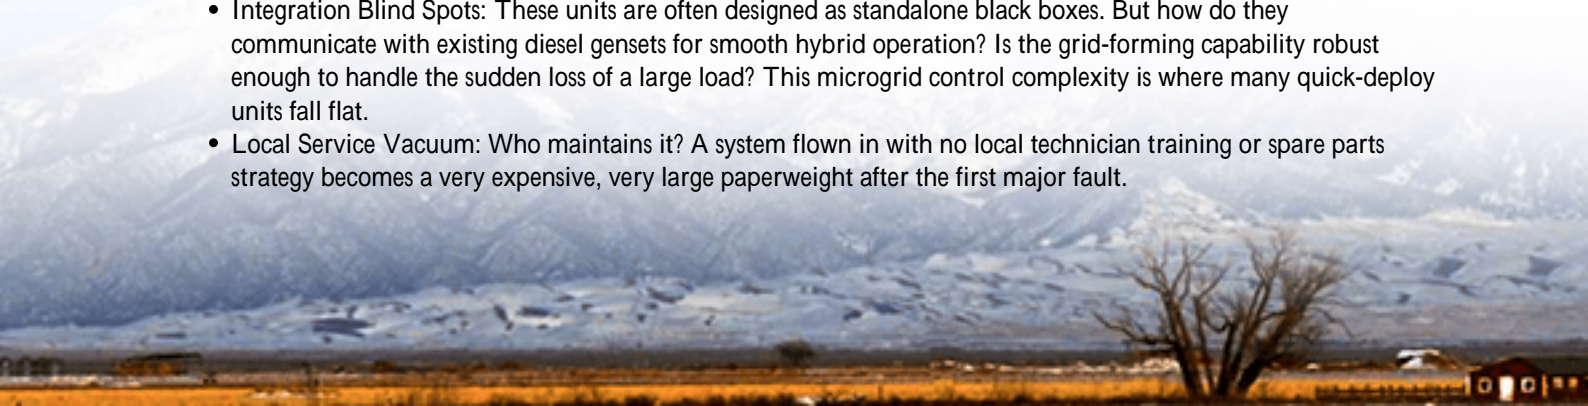 • Integration Blind Spots: These units are often designed as standalone black boxes. But how do they
communicate with existing diesel gensets for smooth hybrid operation? Is the grid-forming capability robust
enough to handle the sudden loss of a large load? This microgrid control complexity is where many quick-deploy
units fall flat.
• Local Service Vacuum: Who maintains it? A system flown in with no local technician training or spare parts
strategy becomes a very expensive, very large paperweight after the first major fault.